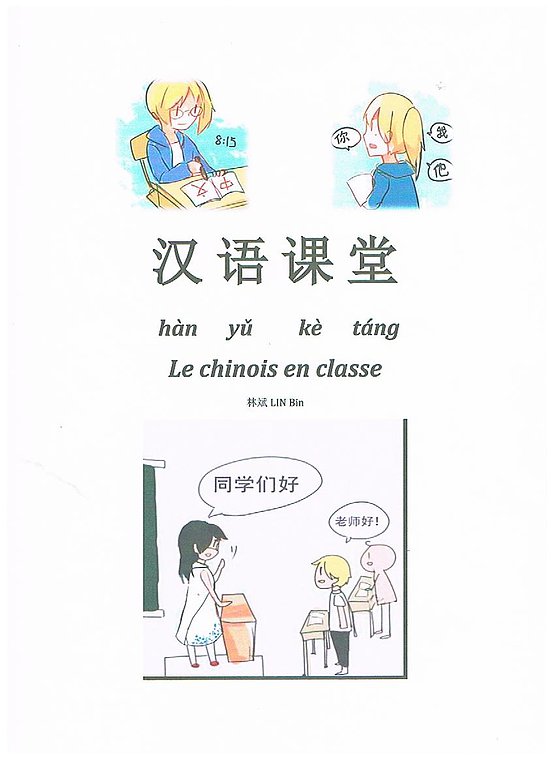 8:15
中文
你
我
他
汉语课堂
hàn yǔ kè táng
Le chinois en classe
林斌 LIN Bin
同学们好
老师好!